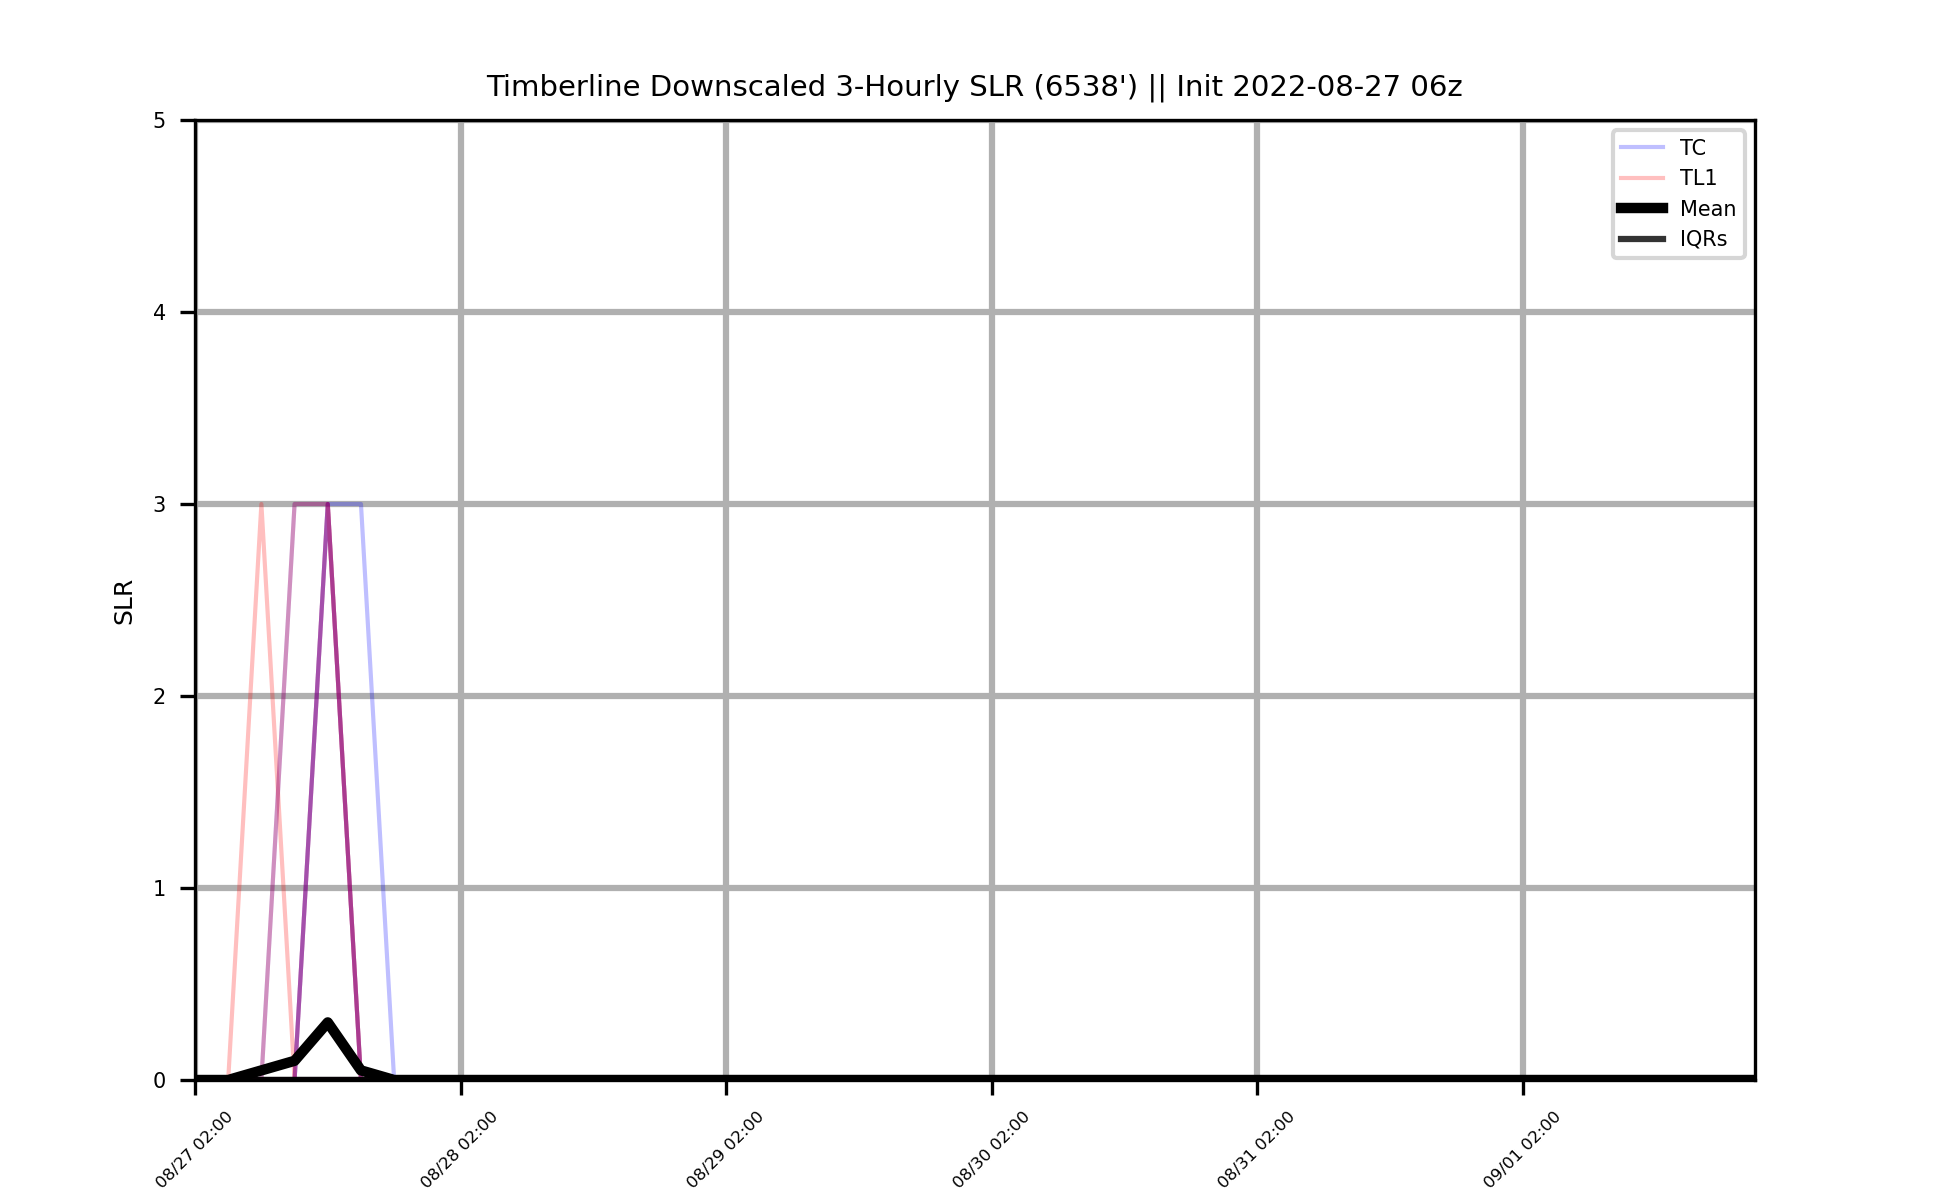 Timberline Downscaled 3-Hourly SLR (6538') || Init 2022-08-27 06z
TC
TL1
Mean
IQRs
SLR
5
4
3
2
1
0
08/27 02:00
08/28 02:00
08/29 02:00
08/30 02:00
08/31 02:00
09/01 02:00